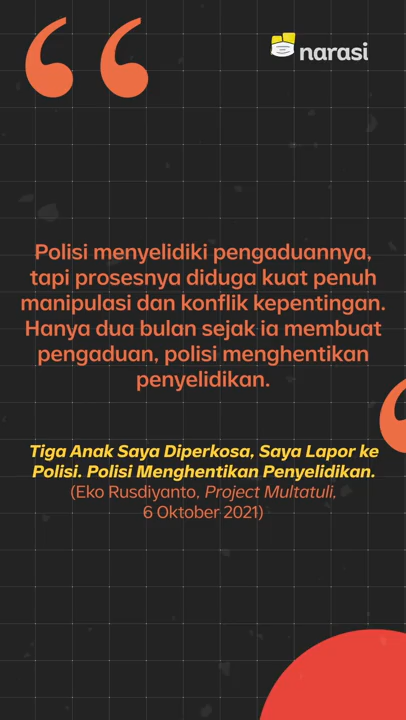 narasi
Polisi menyelidiki pengaduannya,
tapi prosesnya diduga kuat penuh
manipulasi dan konflik kepentingan.
Hanya dua bulan sejak ia membuat
pengaduan, polisi menghentikan
penyelidikan.
Tiga Anak Saya Diperkosa, Saya Lapor ke
Polisi. Polisi Menghentikan Penyelidikan.
(Eko Rusdiyanto, Project Multatuli,
6 Oktober 2021)